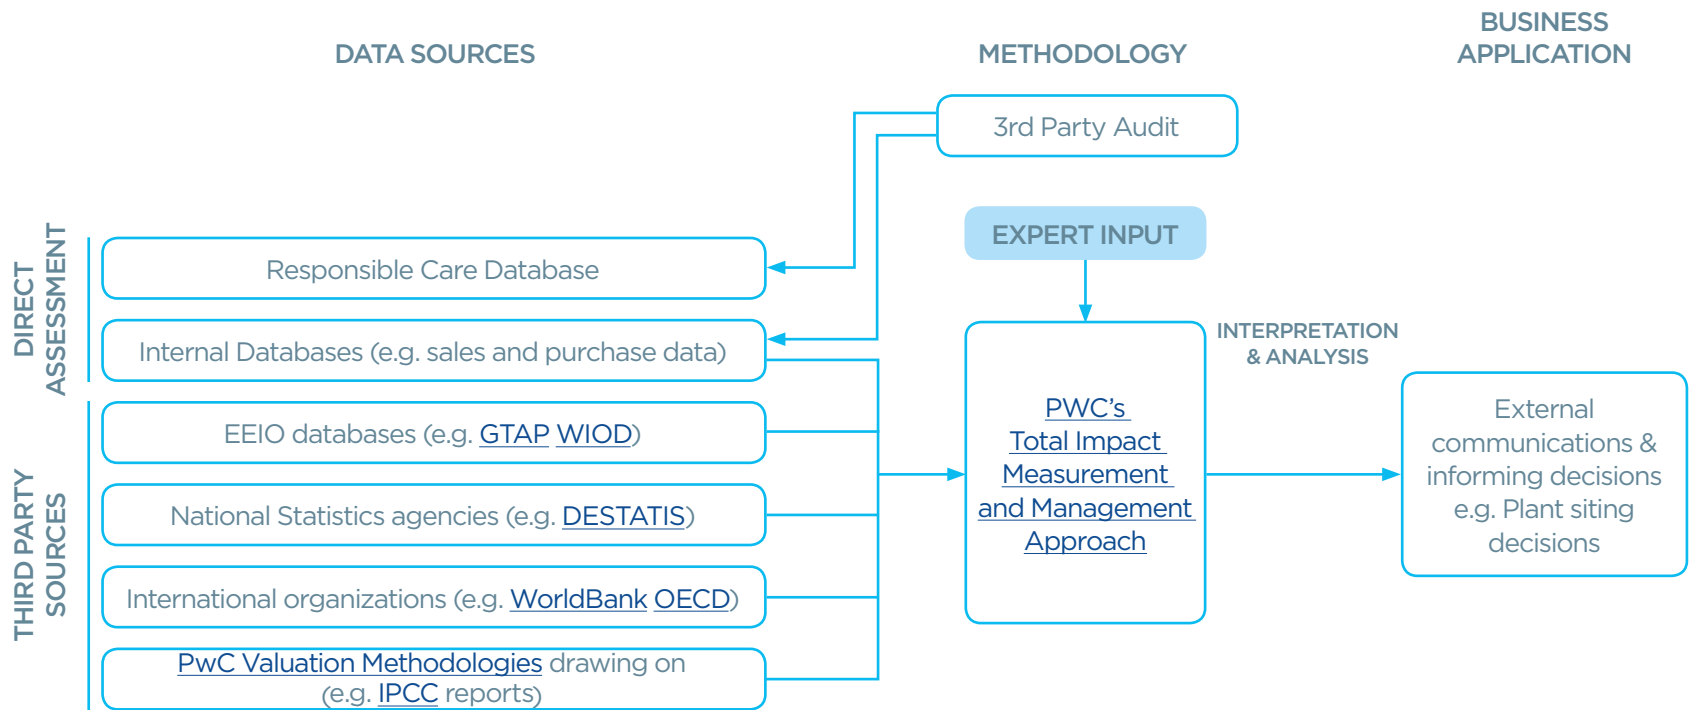 DATA SOURCES
METHODOLOGY
BUSINESS
APPLICATION
3rd Party Audit
EXPERT INPUT
DIRECT
ASSESSMENT
Responsible Care Database
Internal Databases (e.g. sales and purchase data)
THIRD PARTY
SOURCES
EEIO databases (e.g. GTAP WIOD)
National Statistics agencies (e.g. DESTATIS)
International organizations (e.g. WorldBank OECD)
PwC Valuation Methodologies drawing on
(e.g. IPCC reports)
PWC's
Total Impact
Measurement
and Management
Approach
INTERPRETATION
& ANALYSIS
External
communications &
informing decisions
e.g. Plant siting
decisions